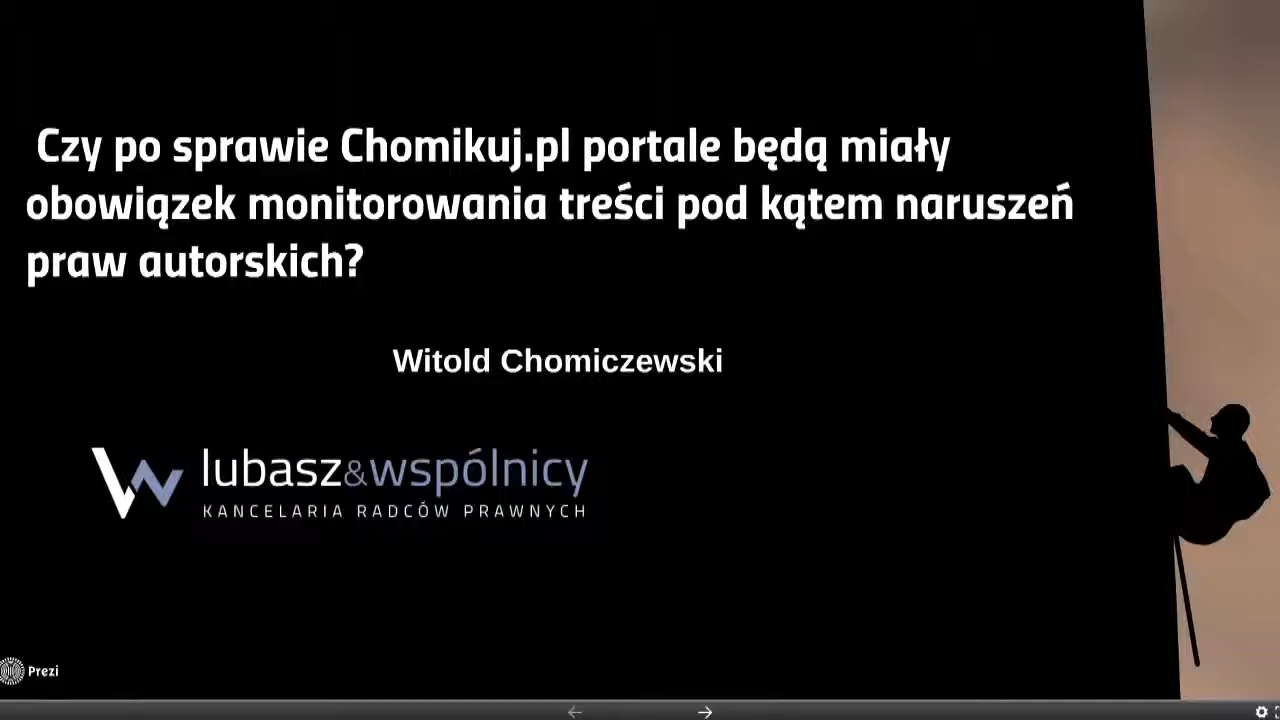 Czy po sprawie Chomikuj.pl portale będą miały
obowiązek monitorowania treści pod kątem naruszeń
praw autorskich?
Witold Chomiczewski
lubasz&wspólnicy
KANCELARIA RADCÓW PRAWNYCH
Prezi